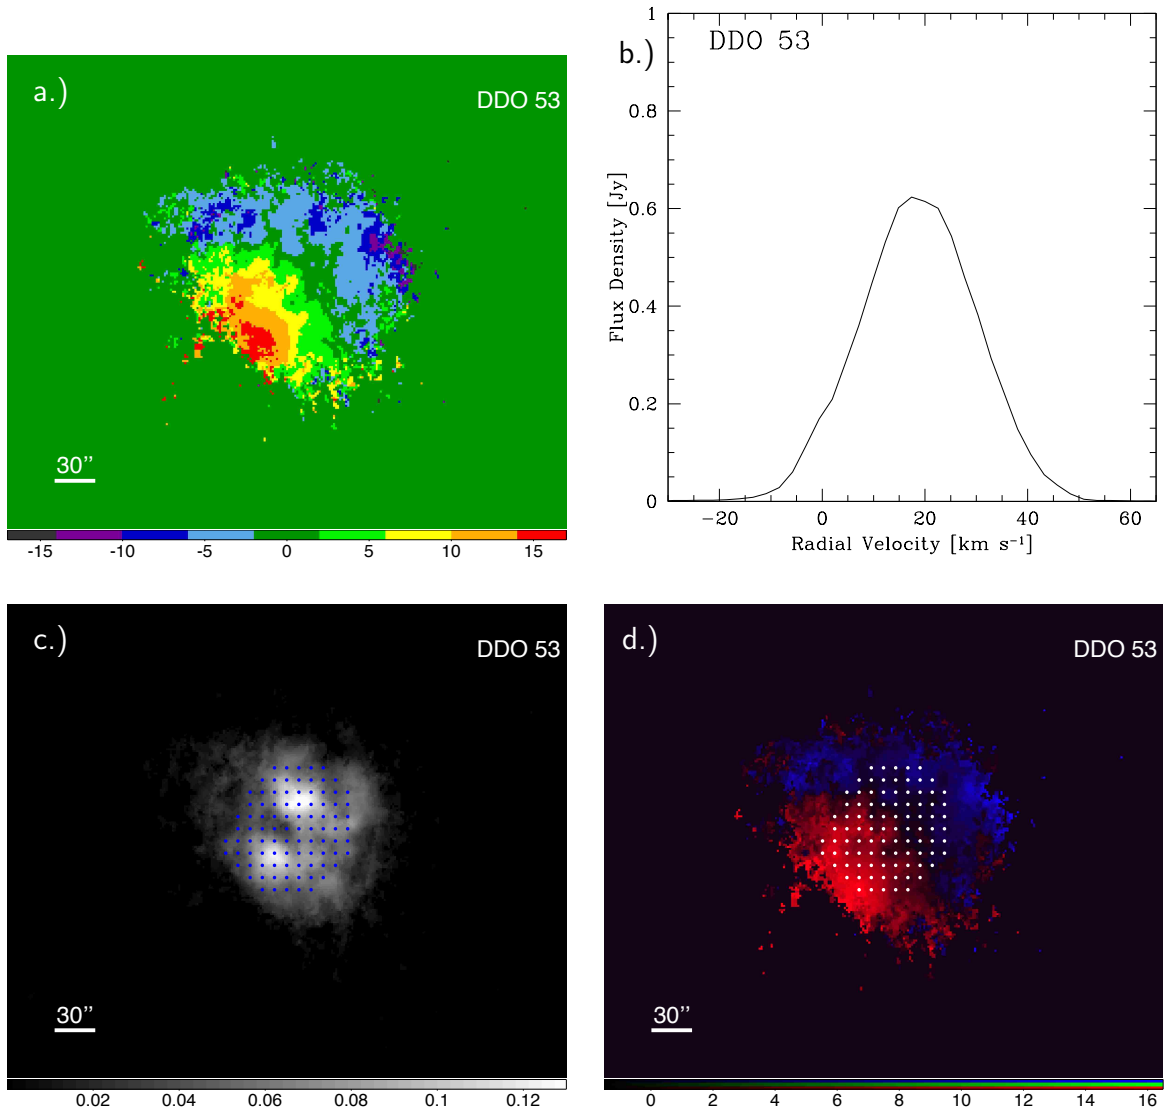 a.)
DDO 53
30’’
-15 -10 -5 0 5 10 15
b.)
DDO 53
Flux Density [Jy]
1
0.8
0.6
0.4
0.2
0
−20 0 20 40 60
Radial Velocity [km s⁻¹]
c.)
DDO 53
30’’
0.02 0.04 0.06 0.08 0.1 0.12
d.)
DDO 53
30’’
0 2 4 6 8 10 12 14 16